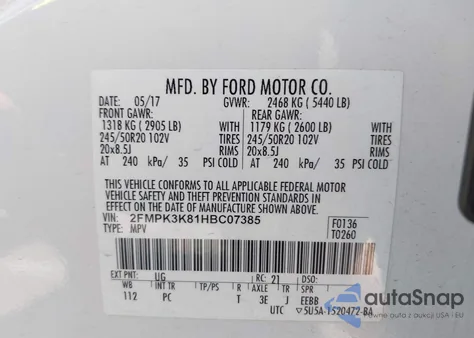 MFD. BY FORD MOTOR CO.
DATE: 05/17 GVWR: 2468 KG ( 5440 LB)
FRONT GAWR: REAR GAWR:
1318 KG ( 2905 LB) WITH 1179 KG ( 2600 LB) WITH
245/50R20 102V TIRES 245/50R20 102V TIRES
20x8.5J RIMS 20x8.5J RIMS
AT 240 kPa/ 35 PSI COLD AT 240 kPa/ 35 PSI COLD
THIS VEHICLE CONFORMS TO ALL APPLICABLE FEDERAL MOTOR
VEHICLE SAFETY AND THEFT PREVENTION STANDARDS IN EFFECT
ON THE DATE OF MANUFACTURE SHOWN ABOVE.
VIN: 2FMPK3K81HBC07385 F0136
TYPE: MPV T0260
EXT PNT: UG RC: 21 DSO:
WB INT TR TP/PS R AXLE TR SPR
112 PC T 3E J EEBB
UTC ▽5U5A-1520472-BA
autoSnap
Pewne auta z aukcji w USA i EU